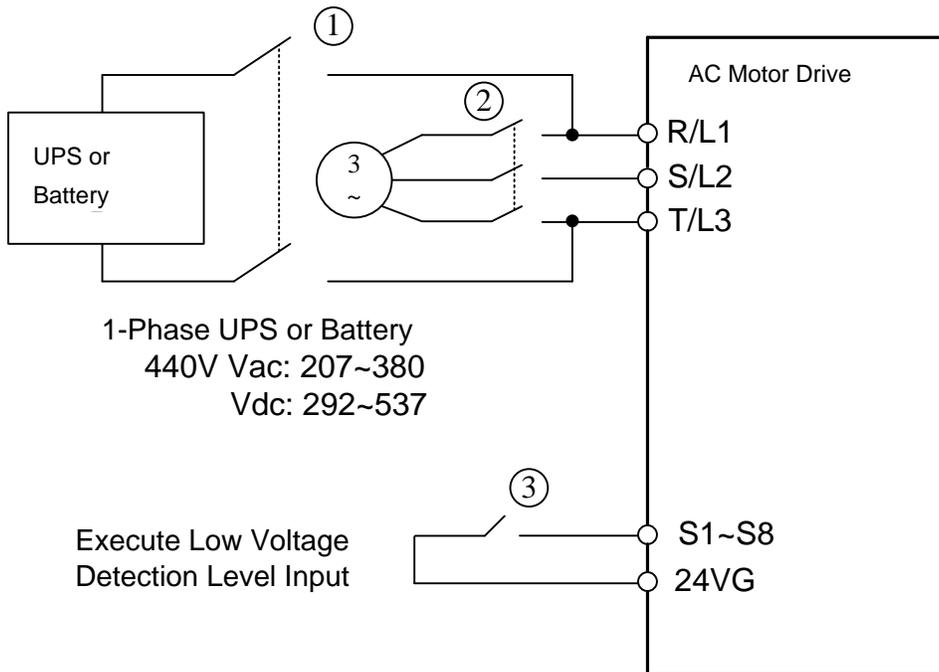 ①
AC Motor Drive
②
R/L1
UPS or
Battery
3
~
S/L2
T/L3
1-Phase UPS or Battery
440V Vac: 207~380
Vdc: 292~537
③
Execute Low Voltage
Detection Level Input
S1~S8
24VG